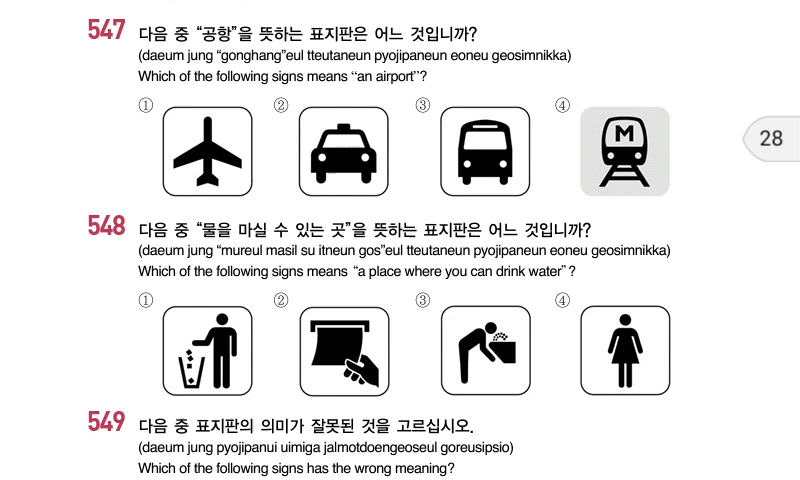 547 다음 중 “공항”을 뜻하는 표지판은 어느 것입니까?
(daeum jung “gonghang”eul tteutaneun pyojipaneun eoneu geosimnikka)
Which of the following signs means “an airport”?
① ② ③ ④
M
28
548 다음 중 “물을 마실 수 있는 곳”을 뜻하는 표지판은 어느 것입니까?
(daeum jung “mureul masil su itneun gos”eul tteutaneun pyojipaneun eoneu geosimnikka)
Which of the following signs means “a place where you can drink water”?
① ② ③ ④
549 다음 중 표지판의 의미가 잘못된 것을 고르십시오.
(daeum jung pyojipanui uimiga jalmotdoengeoseul goreusipsio)
Which of the following signs has the wrong meaning?